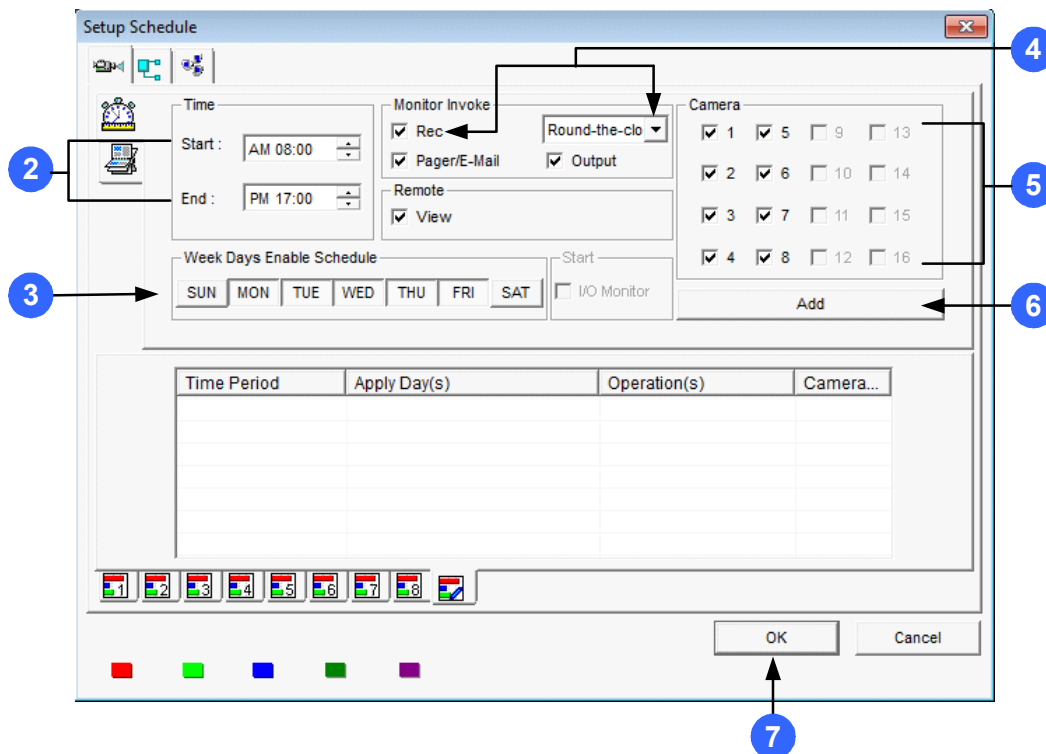 Setup Schedule
4
Time
Monitor Invoke
Camera
Start :
AM 08:00
Rec
Round-the-clo
1 5 9 13
2
Pager/E-Mail
Output
2 6 10 14
5
End :
PM 17:00
Remote
View
3 7 11 15
Week Days Enable Schedule
Start
4 8 12 16
3
SUN MON TUE WED THU FRI SAT
I/O Monitor
Add
6
Time Period Apply Day(s) Operation(s) Camera...
1 2 3 4 5 6 7 8
OK
Cancel
7